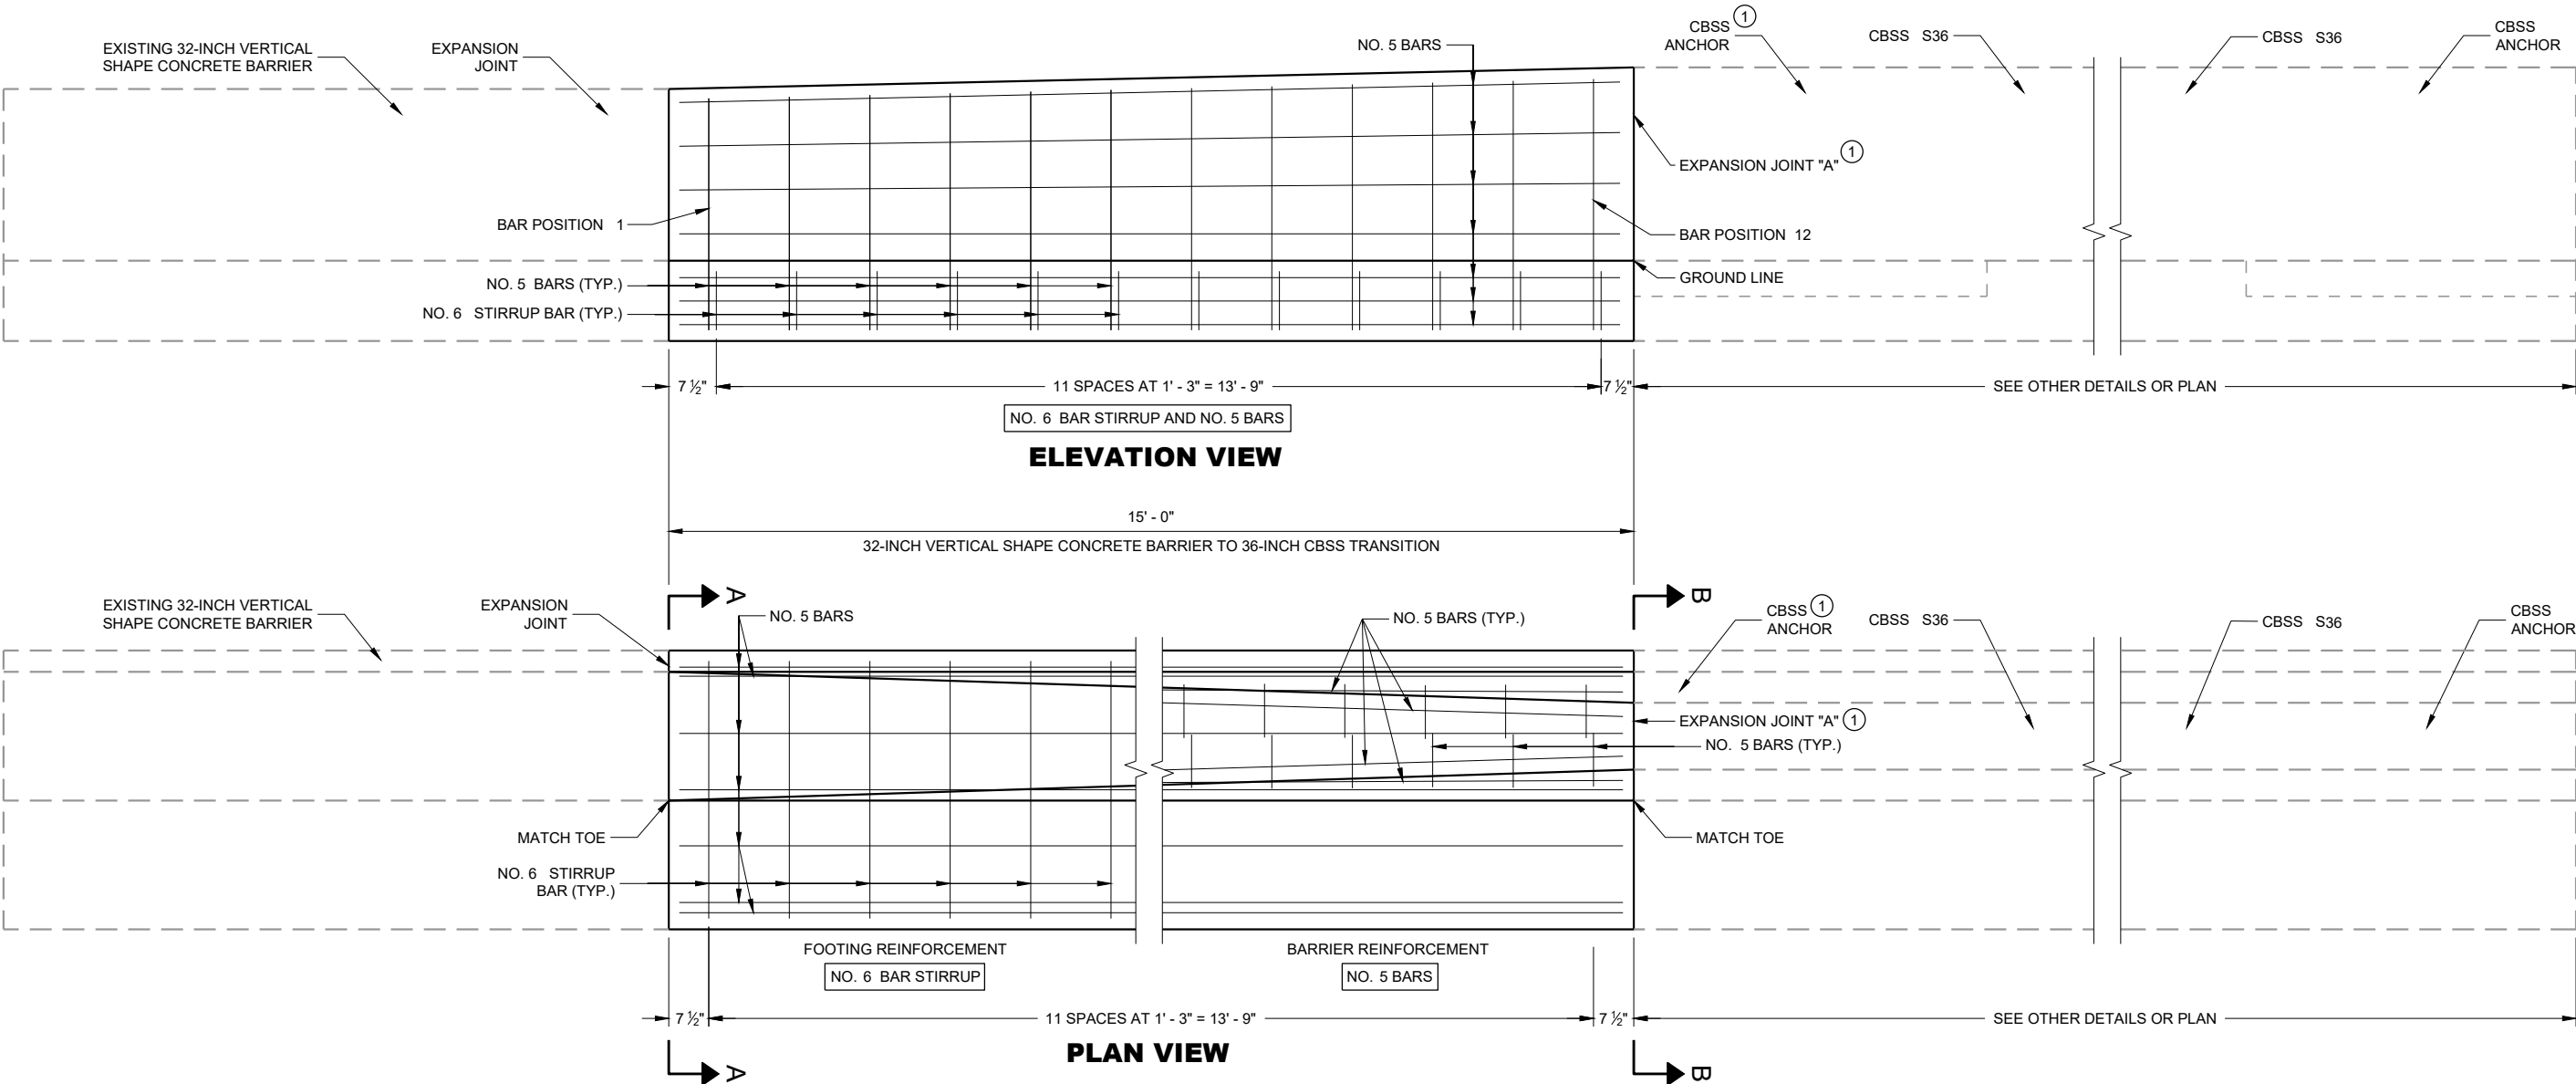 EXISTING 32-INCH VERTICAL
SHAPE CONCRETE BARRIER
EXPANSION
JOINT
NO. 5 BARS
CBSS 1
ANCHOR
CBSS S36
CBSS S36
CBSS
ANCHOR
EXPANSION JOINT "A" 1
BAR POSITION 1
BAR POSITION 12
GROUND LINE
NO. 5 BARS (TYP.)
NO. 6 STIRRUP BAR (TYP.)
7 ½"
11 SPACES AT 1' - 3" = 13' - 9"
7 ½"
SEE OTHER DETAILS OR PLAN
NO. 6 BAR STIRRUP AND NO. 5 BARS
ELEVATION VIEW
15' - 0"
32-INCH VERTICAL SHAPE CONCRETE BARRIER TO 36-INCH CBSS TRANSITION
A
B
EXISTING 32-INCH VERTICAL
SHAPE CONCRETE BARRIER
EXPANSION
JOINT
NO. 5 BARS
NO. 5 BARS (TYP.)
CBSS 1
ANCHOR
CBSS S36
CBSS S36
CBSS
ANCHOR
EXPANSION JOINT "A" 1
NO. 5 BARS (TYP.)
MATCH TOE
MATCH TOE
NO. 6 STIRRUP
BAR (TYP.)
FOOTING REINFORCEMENT
NO. 6 BAR STIRRUP
BARRIER REINFORCEMENT
NO. 5 BARS
7 ½"
11 SPACES AT 1' - 3" = 13' - 9"
7 ½"
SEE OTHER DETAILS OR PLAN
PLAN VIEW
A
B